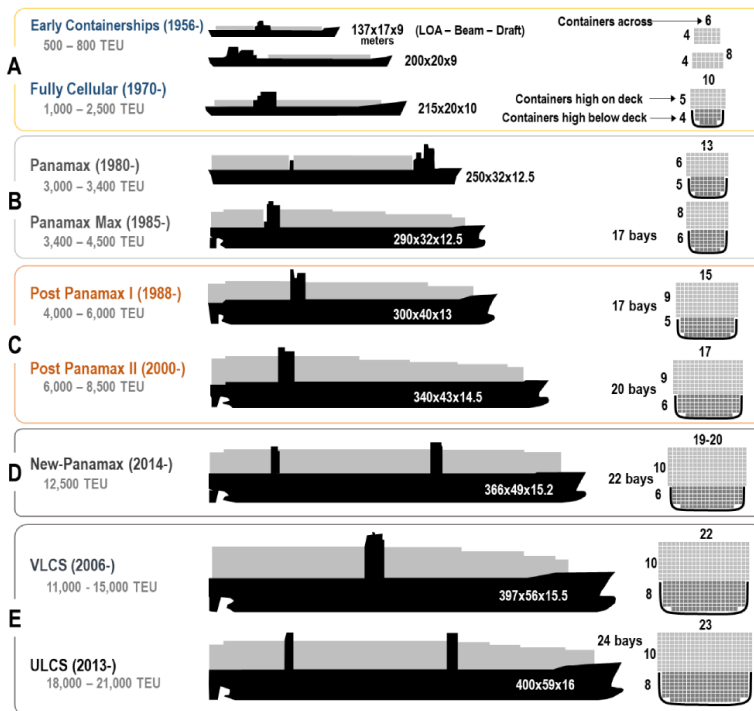 A
Early Containerships (1956-)
500 – 800 TEU
137x17x9 (LOA – Beam – Draft)
meters
Containers across
6
4
200x20x9
8
4
Fully Cellular (1970-)
1,000 – 2,500 TEU
215x20x10
10
Containers high on deck
5
Containers high below deck
4
B
Panamax (1980-)
3,000 – 3,400 TEU
250x32x12.5
13
6
5
Panamax Max (1985-)
3,400 – 4,500 TEU
290x32x12.5
17 bays
8
6
C
Post Panamax I (1988-)
4,000 – 6,000 TEU
300x40x13
17 bays
15
9
5
Post Panamax II (2000-)
6,000 – 8,500 TEU
340x43x14.5
20 bays
17
9
6
D
New-Panamax (2014-)
12,500 TEU
366x49x15.2
22 bays
19-20
10
6
E
VLCS (2006-)
11,000 - 15,000 TEU
397x56x15.5
22
10
8
ULCS (2013-)
18,000 – 21,000 TEU
400x59x16
24 bays
23
10
8